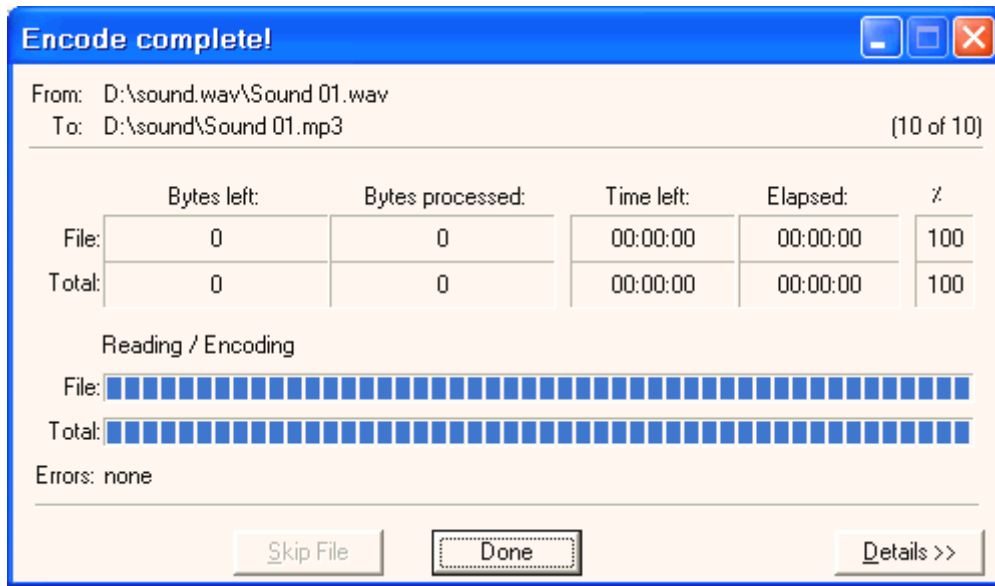 Encode complete!
From: D:\sound.wav\Sound 01.wav
To: D:\sound\Sound 01.mp3 (10 of 10)
Bytes left: Bytes processed: Time left: Elapsed: %
File: 0 0 00:00:00 00:00:00 100
Total: 0 0 00:00:00 00:00:00 100
Reading / Encoding
File:
Total:
Errors: none
Skip File Done Details >>